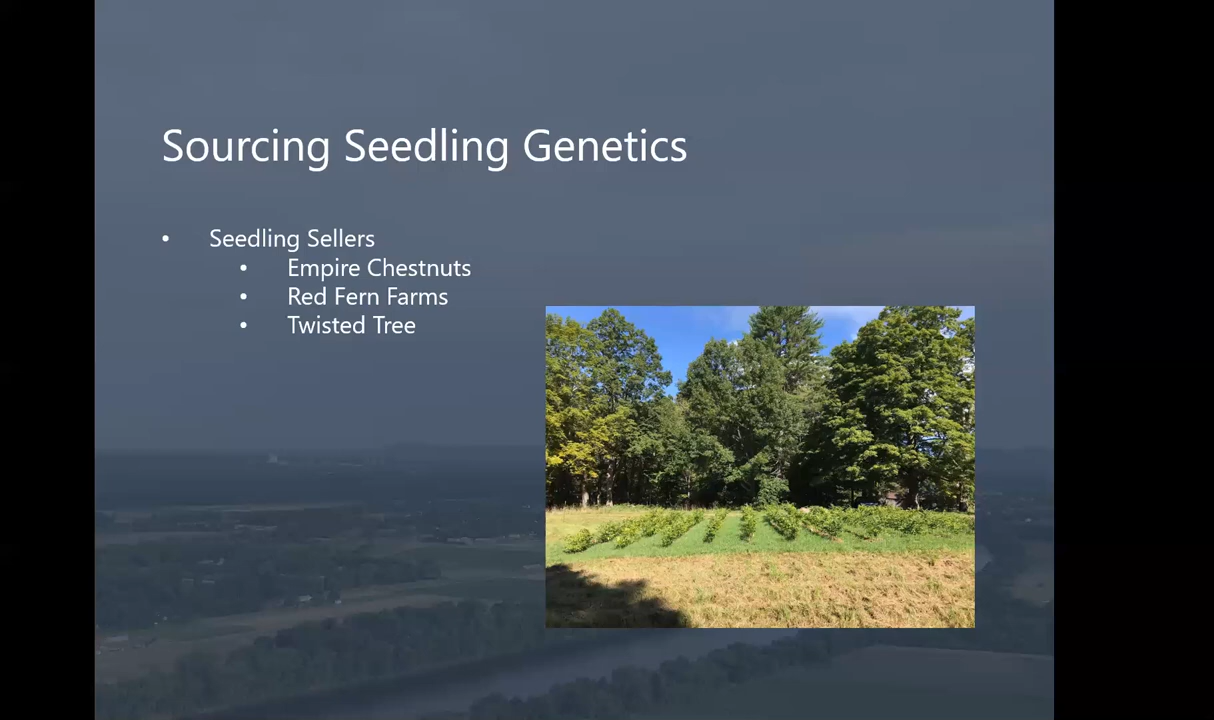 Sourcing Seedling Genetics
• Seedling Sellers
• Empire Chestnuts
• Red Fern Farms
• Twisted Tree